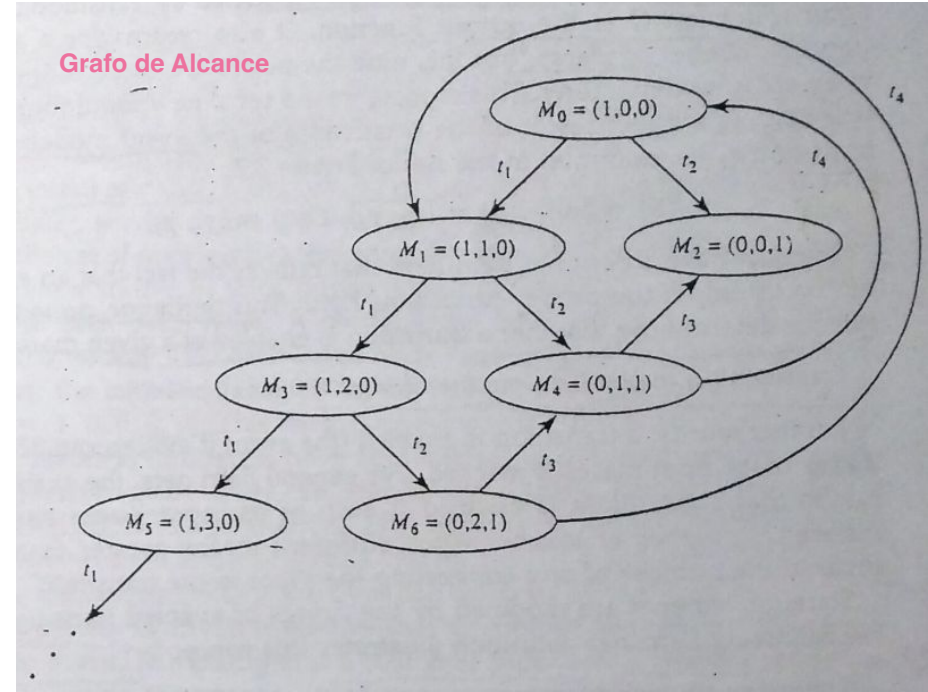 Grafo de Alcance
t4
M0 = (1,0,0)
t4
t1
t2
M1 = (1,1,0)
M2 = (0,0,1)
t1
t2
t3
M3 = (1,2,0)
M4 = (0,1,1)
t1
t2
t3
M5 = (1,3,0)
M6 = (0,2,1)
t1